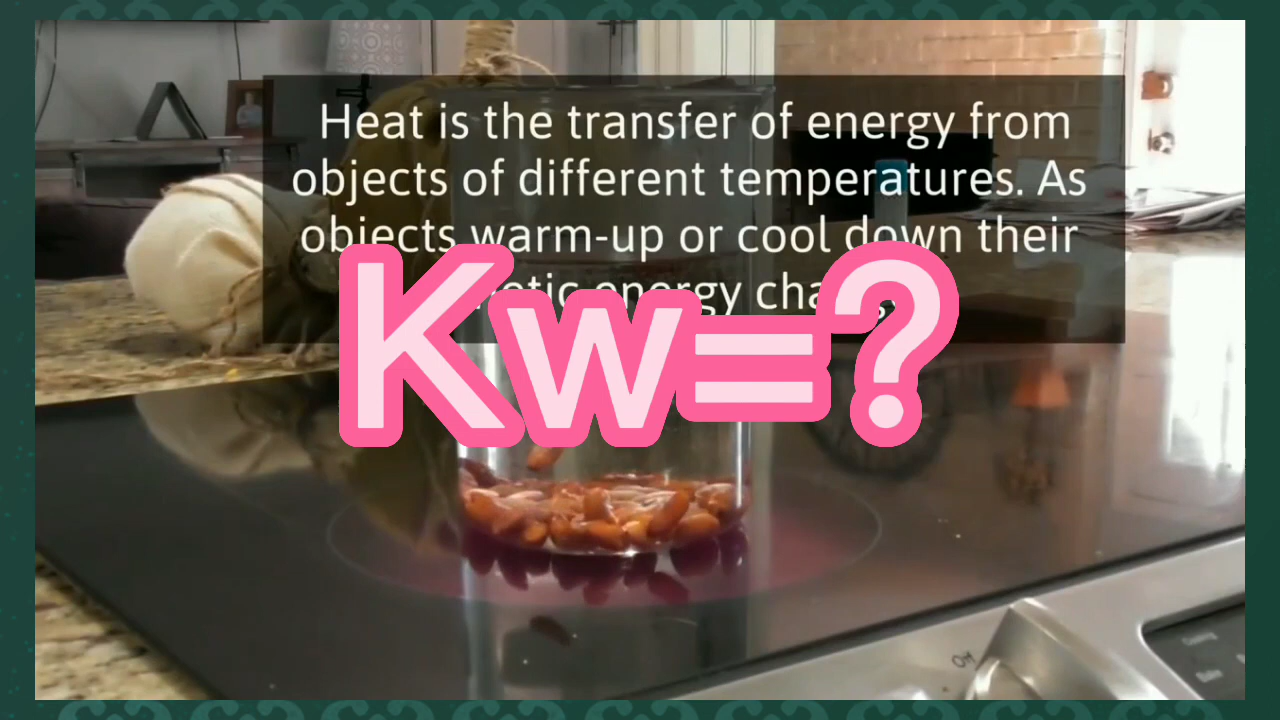 Heat is the transfer of energy from
objects of different temperatures. As
objects warm-up or cool down their
energy
Kw=?